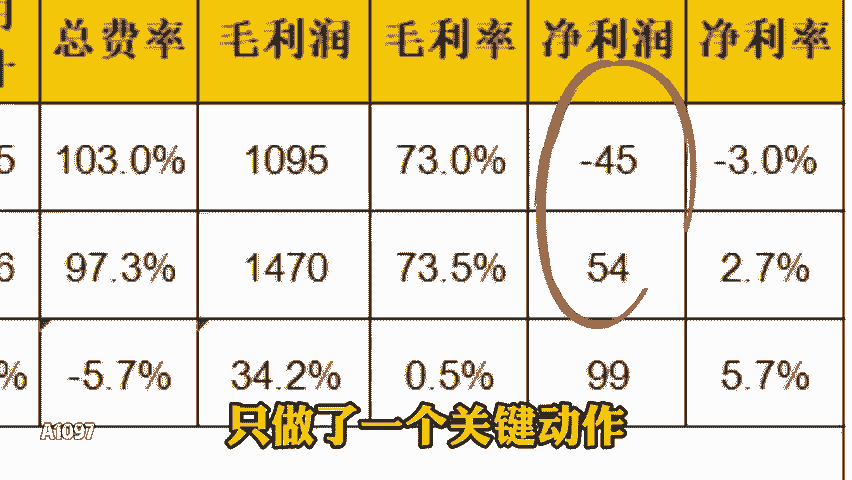 总费率 毛利润 毛利率 净利润 净利率
5 103.0% 1095 73.0% -45 -3.0%
6 97.3% 1470 73.5% 54 2.7%
% -5.7% 34.2% 0.5% 99 5.7%
只做了一个关键动作
A1097